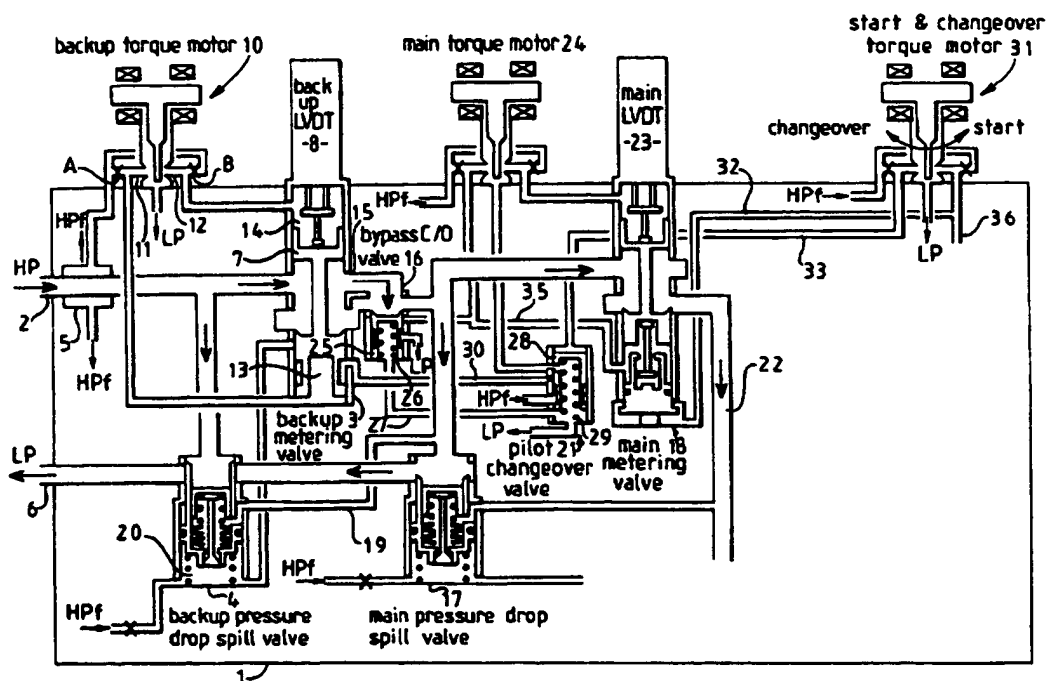 backup torque motor 10
main torque motor 24
start & changeover
torque motor 31
back
up
LVDT
-8-
main
LVDT
-23-
changeover
start
A
B
HPf
11
12
LP
HPf
HPf
LP
32
36
33
14
15
7
bypass C/O
valve 16
HP
2
5
HPf
35
25
LP
28
30
26
13
HPf
22
27
29
backup 3
metering
valve
LP
pilot 21
changeover
valve
main 18
metering
valve
LP
6
20
19
HPf
HPf
4
17
backup pressure
drop spill valve
main pressure drop
spill valve
1